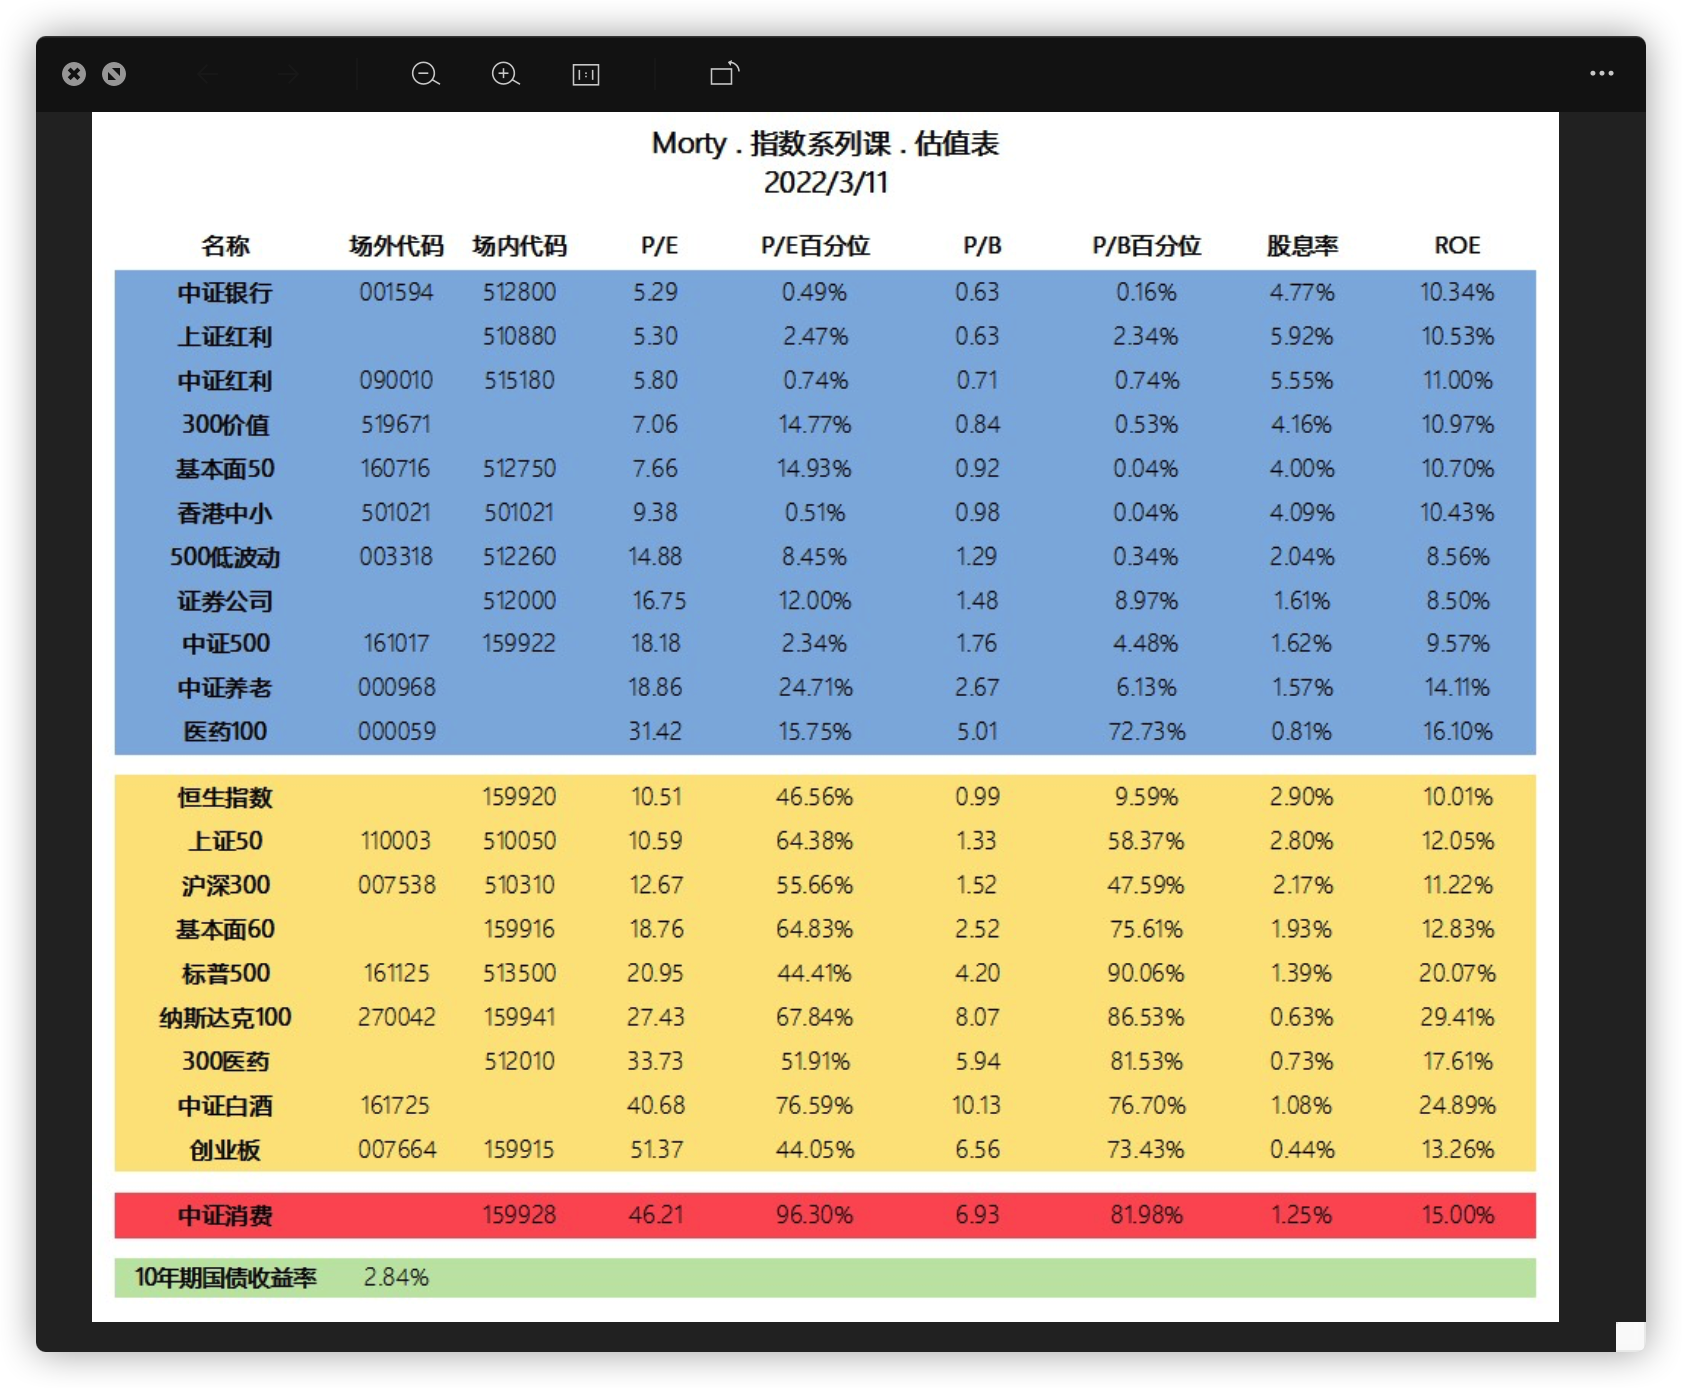 Morty . 指数系列课 . 估值表
2022/3/11
名称 场外代码 场内代码 P/E P/E百分位 P/B P/B百分位 股息率 ROE
中证银行 001594 512800 5.29 0.49% 0.63 0.16% 4.77% 10.34%
上证红利 510880 5.30 2.47% 0.63 2.34% 5.92% 10.53%
中证红利 090010 515180 5.80 0.74% 0.71 0.74% 5.55% 11.00%
300价值 519671 7.06 14.77% 0.84 0.53% 4.16% 10.97%
基本面50 160716 512750 7.66 14.93% 0.92 0.04% 4.00% 10.70%
香港中小 501021 501021 9.38 0.51% 0.98 0.04% 4.09% 10.43%
500低波动 003318 512260 14.88 8.45% 1.29 0.34% 2.04% 8.56%
证券公司 512000 16.75 12.00% 1.48 8.97% 1.61% 8.50%
中证500 161017 159922 18.18 2.34% 1.76 4.48% 1.62% 9.57%
中证养老 000968 18.86 24.71% 2.67 6.13% 1.57% 14.11%
医药100 000059 31.42 15.75% 5.01 72.73% 0.81% 16.10%
恒生指数 159920 10.51 46.56% 0.99 9.59% 2.90% 10.01%
上证50 110003 510050 10.59 64.38% 1.33 58.37% 2.80% 12.05%
沪深300 007538 510310 12.67 55.66% 1.52 47.59% 2.17% 11.22%
基本面60 159916 18.76 64.83% 2.52 75.61% 1.93% 12.83%
标普500 161125 513500 20.95 44.41% 4.20 90.06% 1.39% 20.07%
纳斯达克100 270042 159941 27.43 67.84% 8.07 86.53% 0.63% 29.41%
300医药 512010 33.73 51.91% 5.94 81.53% 0.73% 17.61%
中证白酒 161725 40.68 76.59% 10.13 76.70% 1.08% 24.89%
创业板 007664 159915 51.37 44.05% 6.56 73.43% 0.44% 13.26%
中证消费 159928 46.21 96.30% 6.93 81.98% 1.25% 15.00%
10年期国债收益率 2.84%